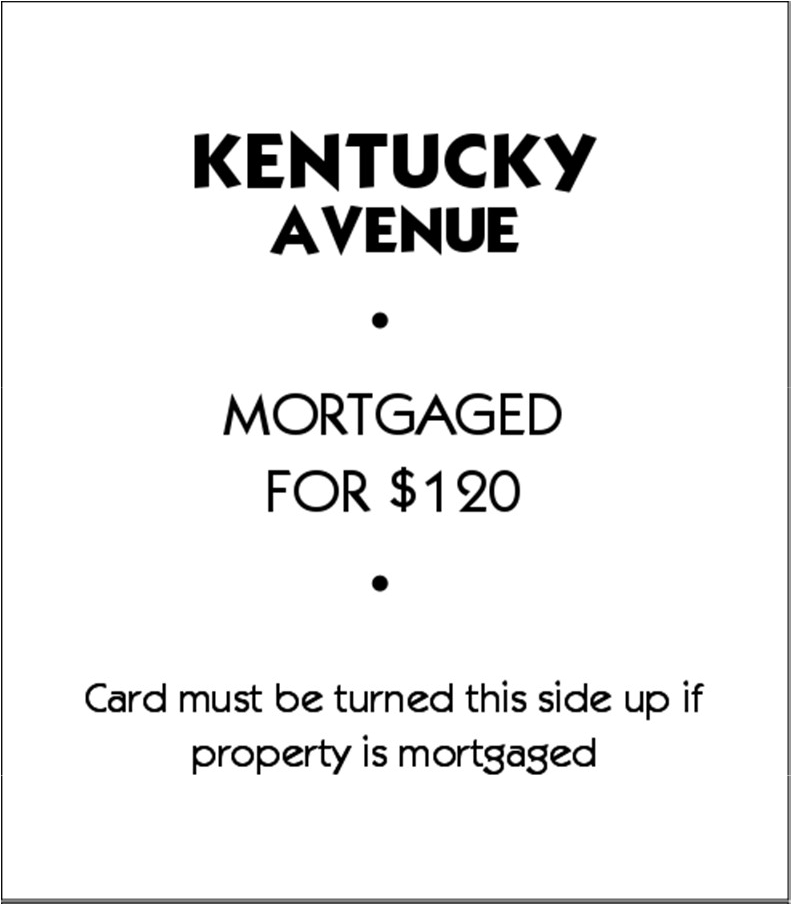 KENTUCKY
AVENUE
•
MORTGAGED
FOR $120
•
Card must be turned this side up if
property is mortgaged